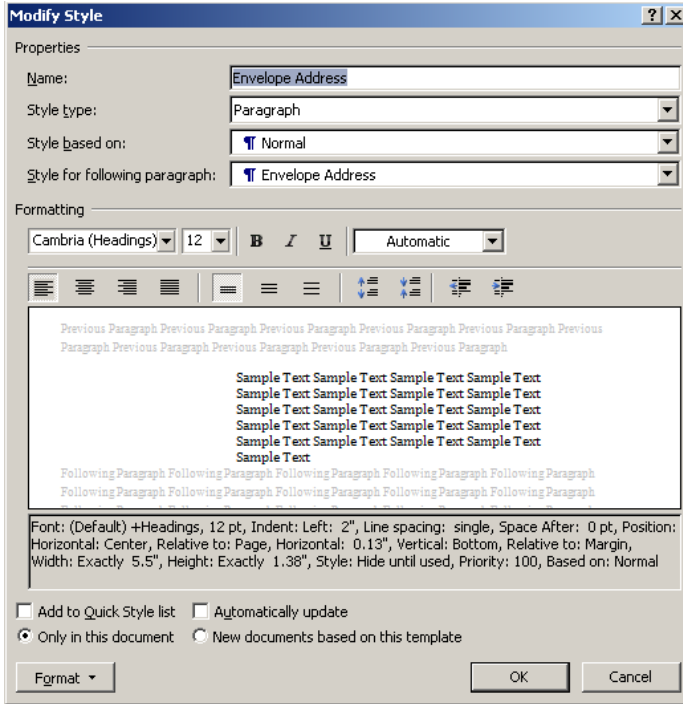 Modify Style
Properties
Name: Envelope Address
Style type: Paragraph
Style based on: ¶ Normal
Style for following paragraph: ¶ Envelope Address
Formatting
Cambria (Headings) 12 B I U Automatic
Previous Paragraph Previous Paragraph Previous Paragraph Previous Paragraph Previous Paragraph Previous
Paragraph Previous Paragraph Previous Paragraph Previous Paragraph Previous Paragraph
Sample Text Sample Text Sample Text Sample Text
Sample Text Sample Text Sample Text Sample Text
Sample Text Sample Text Sample Text Sample Text
Sample Text Sample Text Sample Text Sample Text
Sample Text Sample Text Sample Text Sample Text
Sample Text
Following Paragraph Following Paragraph Following Paragraph Following Paragraph Following Paragraph
Following Paragraph Following Paragraph Following Paragraph Following Paragraph Following Paragraph
Font: (Default) +Headings, 12 pt, Indent: Left: 2", Line spacing: single, Space After: 0 pt, Position:
Horizontal: Center, Relative to: Page, Horizontal: 0.13", Vertical: Bottom, Relative to: Margin,
Width: Exactly 5.5", Height: Exactly 1.38", Style: Hide until used, Priority: 100, Based on: Normal
Add to Quick Style list Automatically update
Only in this document New documents based on this template
Format OK Cancel